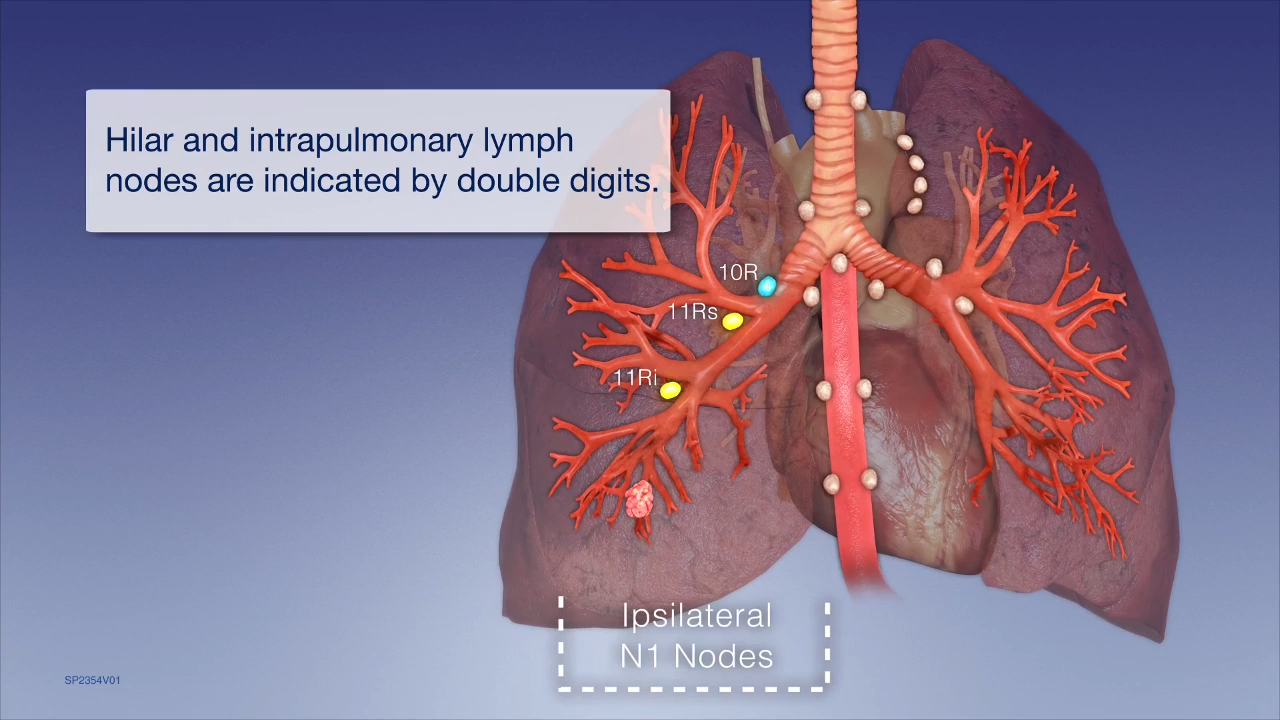 Hilar and intrapulmonary lymph
nodes are indicated by double digits.
10R
11Rs
11Ri
Ipsilateral
N1 Nodes
SP2354V01